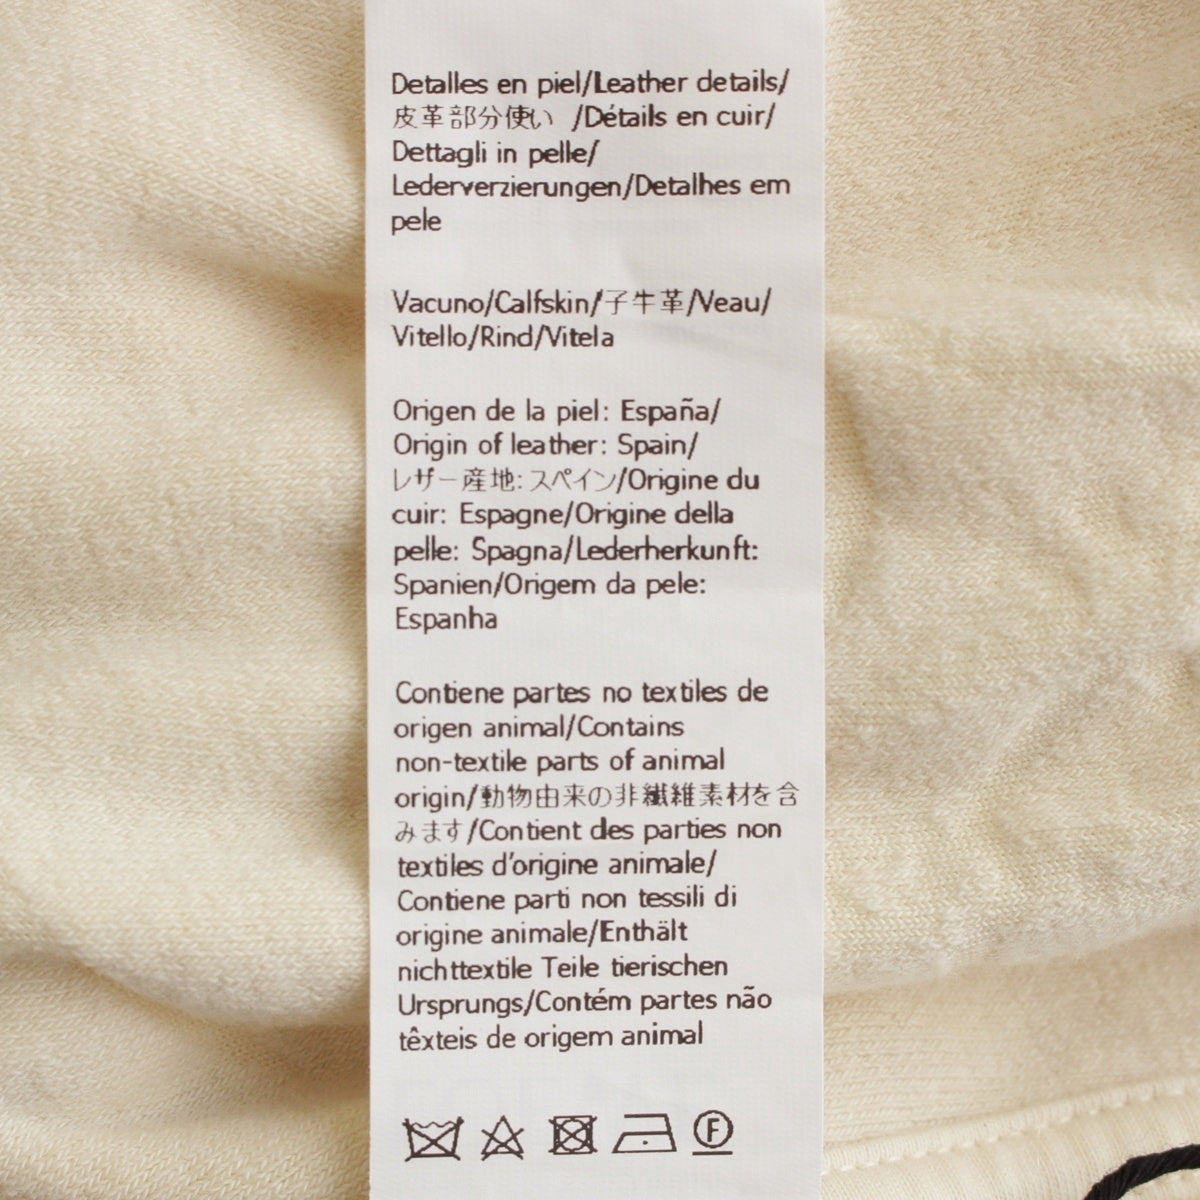 Detalles en piel/Leather details/
皮革部分使い /Détails en cuir/
Dettagli in pelle/
Lederverzierungen/Detalhes em
pele
Vacuno/Calfskin/子牛革/Veau/
Vitello/Rind/Vitela
Origen de la piel: España/
Origin of leather: Spain/
レザー産地: スペイン/Origine du
cuir: Espagne/Origine della
pelle: Spagna/Lederherkunft:
Spanien/Origem da pele:
Espanha
Contiene partes no textiles de
origen animal/Contains
non-textile parts of animal
origin/動物由来の非繊維素材を含
みます/Contient des parties non
textiles d'origine animale/
Contiene parti non tessili di
origine animale/Enthält
nichttextile Teile tierischen
Ursprungs/Contém partes não
têxteis de origem animal
F